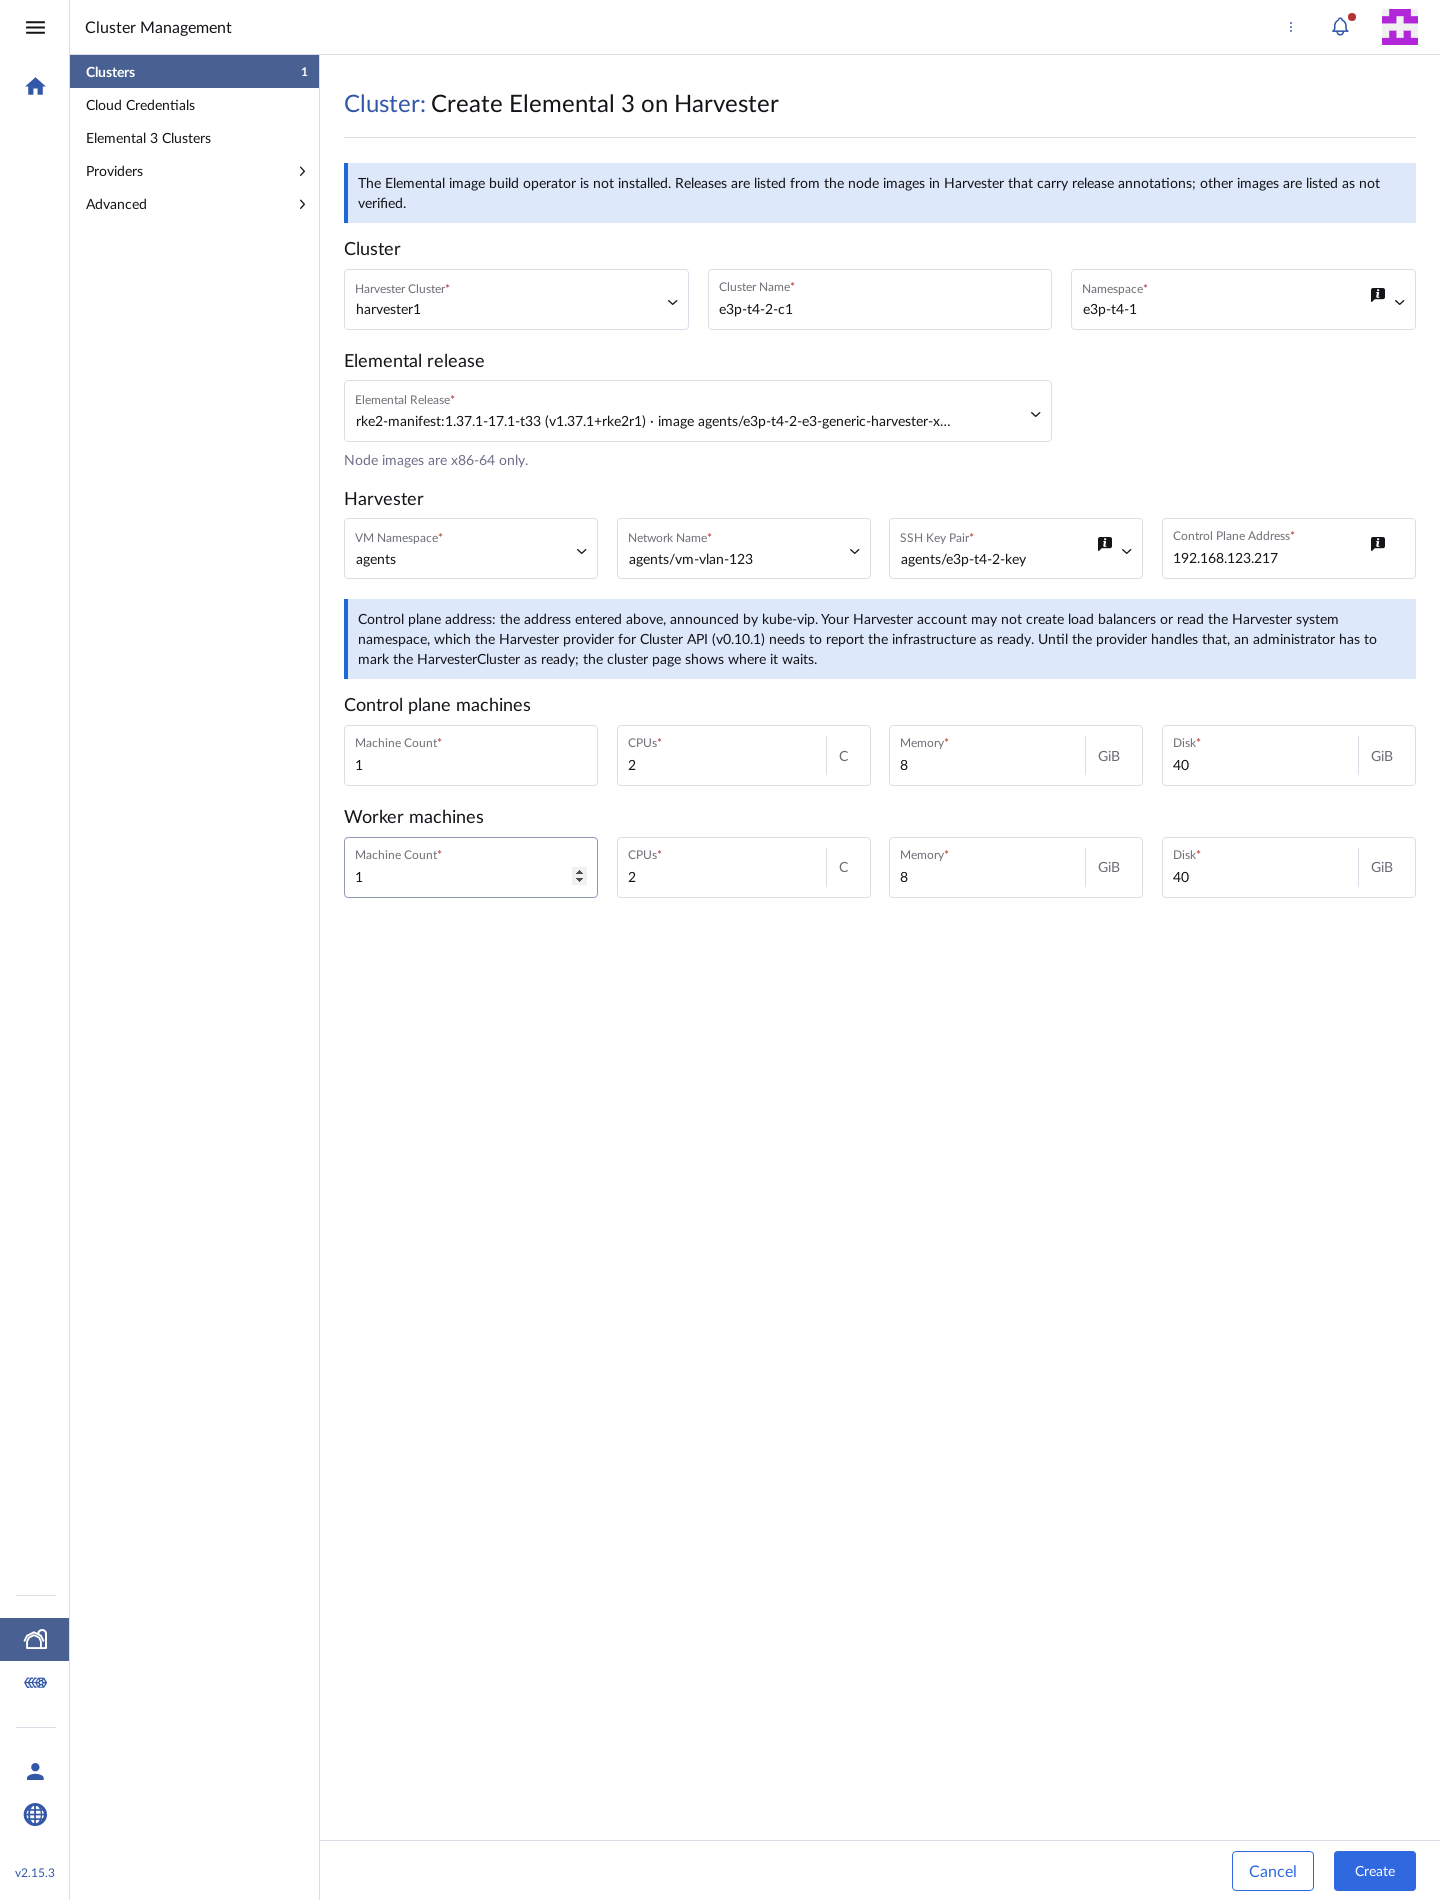 Cluster Management
Clusters 1
Cloud Credentials
Elemental 3 Clusters
Providers
Advanced
Cluster: Create Elemental 3 on Harvester
The Elemental image build operator is not installed. Releases are listed from the node images in Harvester that carry release annotations; other images are listed as not
verified.
Cluster
Harvester Cluster*
harvester1
Cluster Name*
e3p-t4-2-c1
Namespace*
e3p-t4-1
Elemental release
Elemental Release*
rke2-manifest:1.37.1-17.1-t33 (v1.37.1+rke2r1) · image agents/e3p-t4-2-e3-generic-harvester-x...
Node images are x86-64 only.
Harvester
VM Namespace*
agents
Network Name*
agents/vm-vlan-123
SSH Key Pair*
agents/e3p-t4-2-key
Control Plane Address*
192.168.123.217
Control plane address: the address entered above, announced by kube-vip. Your Harvester account may not create load balancers or read the Harvester system
namespace, which the Harvester provider for Cluster API (v0.10.1) needs to report the infrastructure as ready. Until the provider handles that, an administrator has to
mark the HarvesterCluster as ready; the cluster page shows where it waits.
Control plane machines
Machine Count*
1
CPUs*
2
C
Memory*
8
GiB
Disk*
40
GiB
Worker machines
Machine Count*
1
CPUs*
2
C
Memory*
8
GiB
Disk*
40
GiB
v2.15.3
Cancel
Create